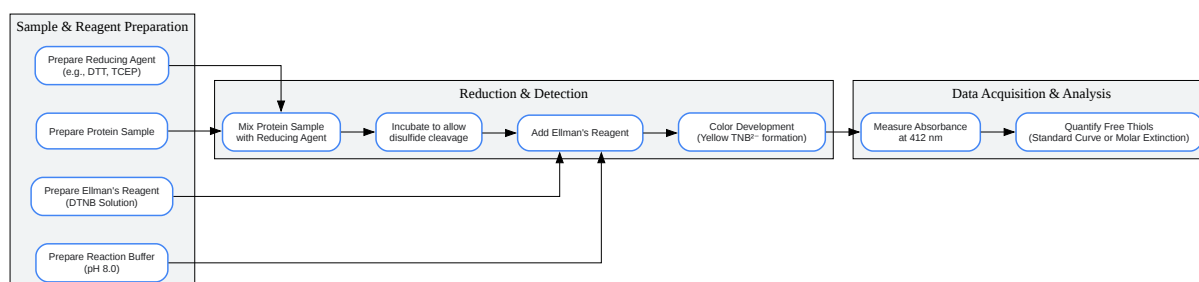 Sample & Reagent Preparation
Prepare Reducing Agent
(e.g., DTT, TCEP)
Prepare Protein Sample
Prepare Ellman's Reagent
(DTNB Solution)
Prepare Reaction Buffer
(pH 8.0)
Reduction & Detection
Mix Protein Sample
with Reducing Agent
Incubate to allow
disulfide cleavage
Add Ellman's Reagent
Color Development
(Yellow TNB²⁻ formation)
Data Acquisition & Analysis
Measure Absorbance
at 412 nm
Quantify Free Thiols
(Standard Curve or Molar Extinction)